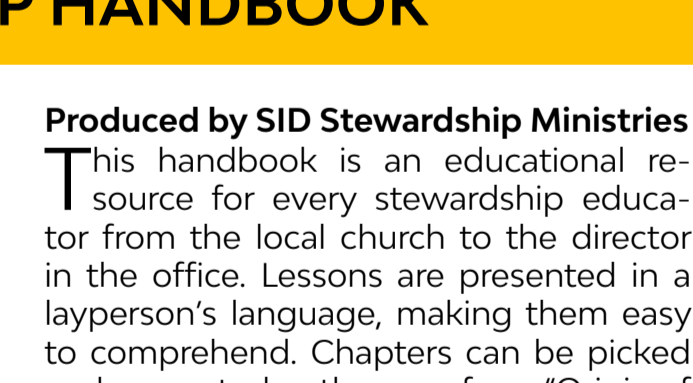 P HANDBOOK
Produced by SID Stewardship Ministries
This handbook is an educational re-
source for every stewardship educa-
tor from the local church to the director
in the office. Lessons are presented in a
layperson’s language, making them easy
to comprehend. Chapters can be picked